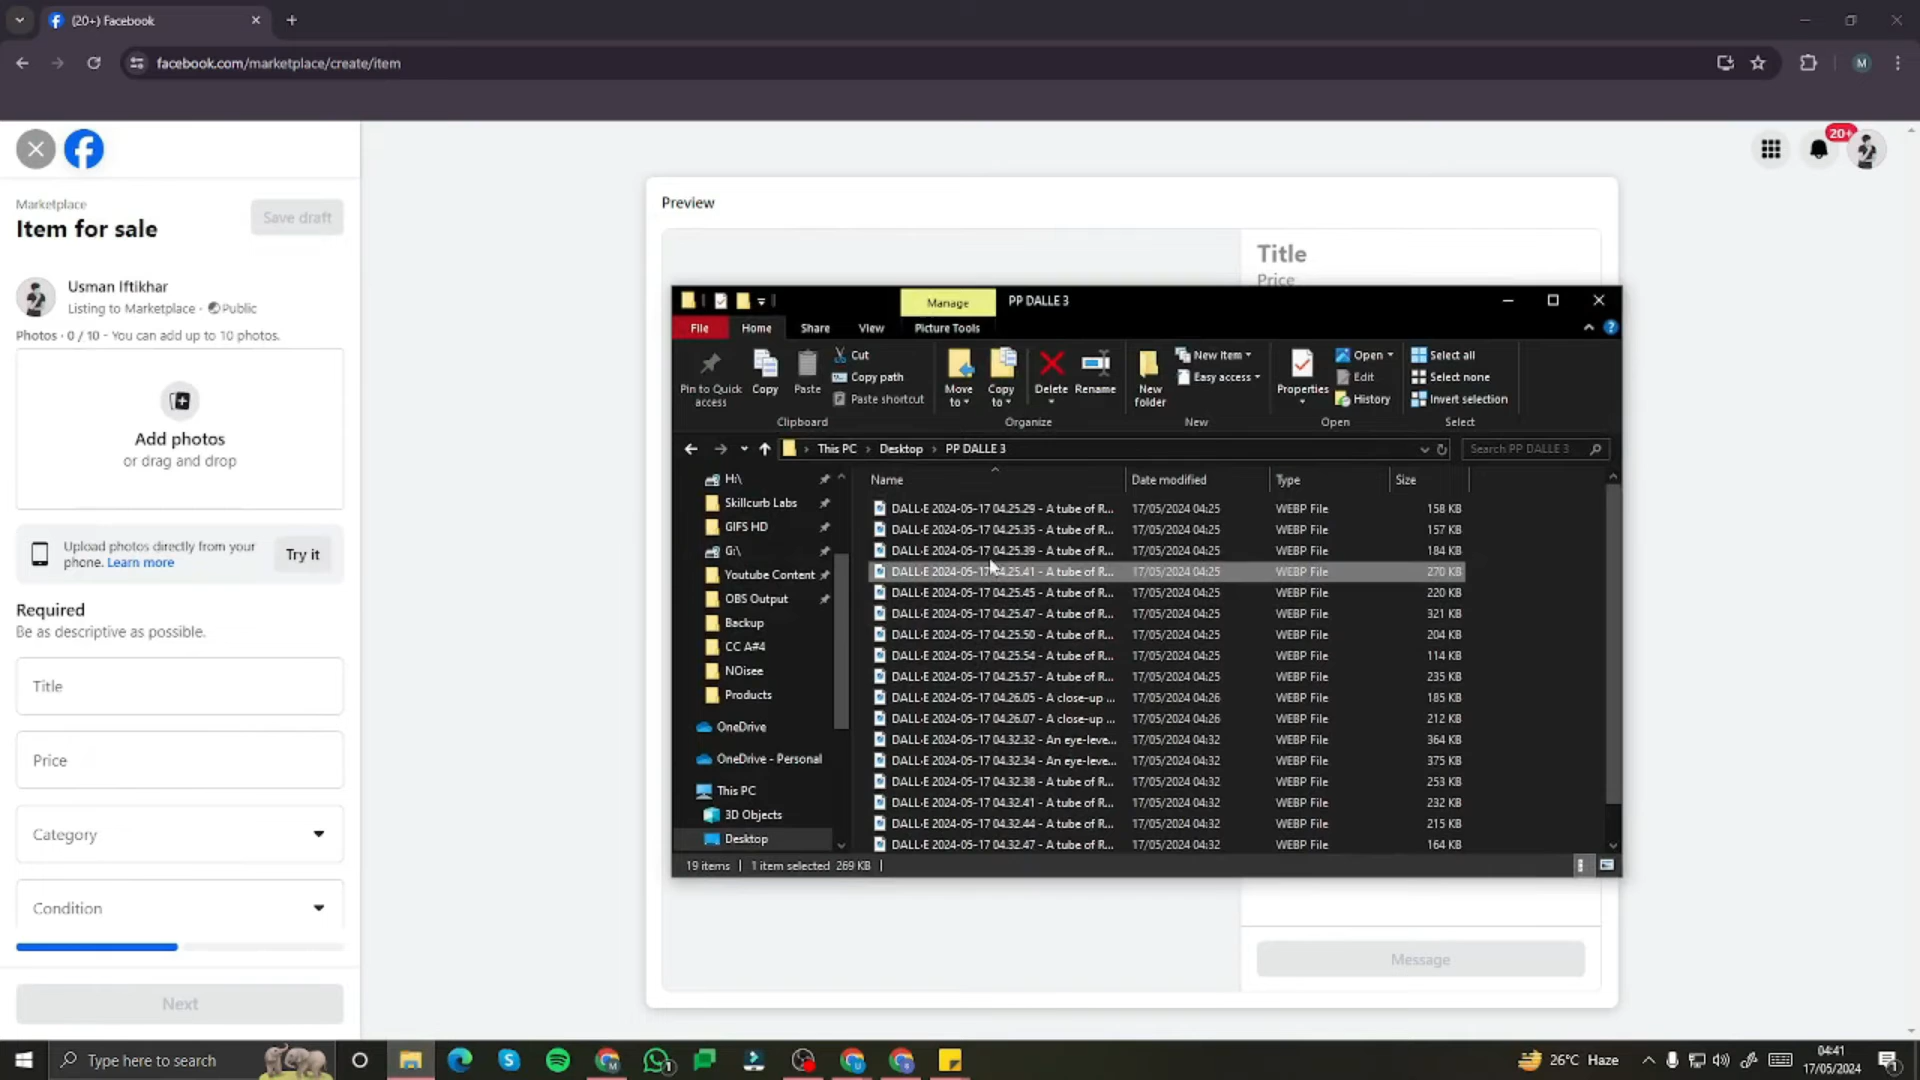 (20+) Facebook
facebook.com/marketplace/create/item
M
20+
Marketplace
Item for sale
Save draft
Usman Iftikhar
Listing to Marketplace · Public
Photos · 0 / 10 - You can add up to 10 photos.
Add photos
or drag and drop
Upload photos directly from your
phone. Learn more
Try it
Required
Be as descriptive as possible.
Title
Price
Category
Condition
Next
Preview
Title
Price
Message
Manage
PP DALLE 3
File
Home
Share
View
Picture Tools
Pin to Quick
access
Copy
Paste
Cut
Copy path
Paste shortcut
Clipboard
Move
to
Copy
to
Delete
Rename
Organize
New
folder
New item
Easy access
New
Properties
Open
Edit
History
Open
Select all
Select none
Invert selection
Select
This PC > Desktop > PP DALLE 3
Search PP DALLE 3
H:\
Skillcurb Labs
GIFS HD
G:\
Youtube Content
OBS Output
Backup
CC A#4
NOisee
Products
OneDrive
OneDrive - Personal
This PC
3D Objects
Desktop
Name Date modified Type Size
DALL·E 2024-05-17 04.25.29 - A tube of R... 17/05/2024 04:25 WEBP File 158 KB
DALL·E 2024-05-17 04.25.35 - A tube of R... 17/05/2024 04:25 WEBP File 157 KB
DALL·E 2024-05-17 04.25.39 - A tube of R... 17/05/2024 04:25 WEBP File 184 KB
DALL·E 2024-05-17 04.25.41 - A tube of R... 17/05/2024 04:25 WEBP File 270 KB
DALL·E 2024-05-17 04.25.45 - A tube of R... 17/05/2024 04:25 WEBP File 220 KB
DALL·E 2024-05-17 04.25.47 - A tube of R... 17/05/2024 04:25 WEBP File 321 KB
DALL·E 2024-05-17 04.25.50 - A tube of R... 17/05/2024 04:25 WEBP File 204 KB
DALL·E 2024-05-17 04.25.54 - A tube of R... 17/05/2024 04:25 WEBP File 114 KB
DALL·E 2024-05-17 04.25.57 - A tube of R... 17/05/2024 04:25 WEBP File 235 KB
DALL·E 2024-05-17 04.26.05 - A close-up ... 17/05/2024 04:26 WEBP File 185 KB
DALL·E 2024-05-17 04.26.07 - A close-up ... 17/05/2024 04:26 WEBP File 212 KB
DALL·E 2024-05-17 04.32.32 - An eye-leve... 17/05/2024 04:32 WEBP File 364 KB
DALL·E 2024-05-17 04.32.34 - An eye-leve... 17/05/2024 04:32 WEBP File 375 KB
DALL·E 2024-05-17 04.32.38 - A tube of R... 17/05/2024 04:32 WEBP File 253 KB
DALL·E 2024-05-17 04.32.41 - A tube of R... 17/05/2024 04:32 WEBP File 232 KB
DALL·E 2024-05-17 04.32.44 - A tube of R... 17/05/2024 04:32 WEBP File 215 KB
DALL·E 2024-05-17 04.32.47 - A tube of R... 17/05/2024 04:32 WEBP File 164 KB
19 items 1 item selected 269 KB
Type here to search
26°C Haze
04:41
17/05/2024